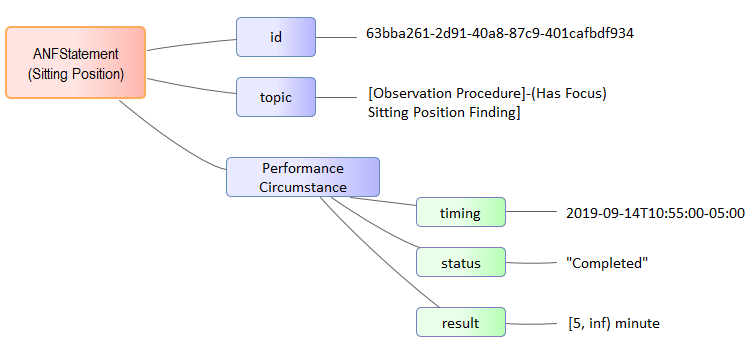 ANFStatement
(Sitting Position)
id
63bba261-2d91-40a8-87c9-401cafbdf934
topic
[Observation Procedure]-(Has Focus)
Sitting Position Finding]
Performance
Circumstance
timing
2019-09-14T10:55:00-05:00
status
"Completed"
result
[5, inf) minute